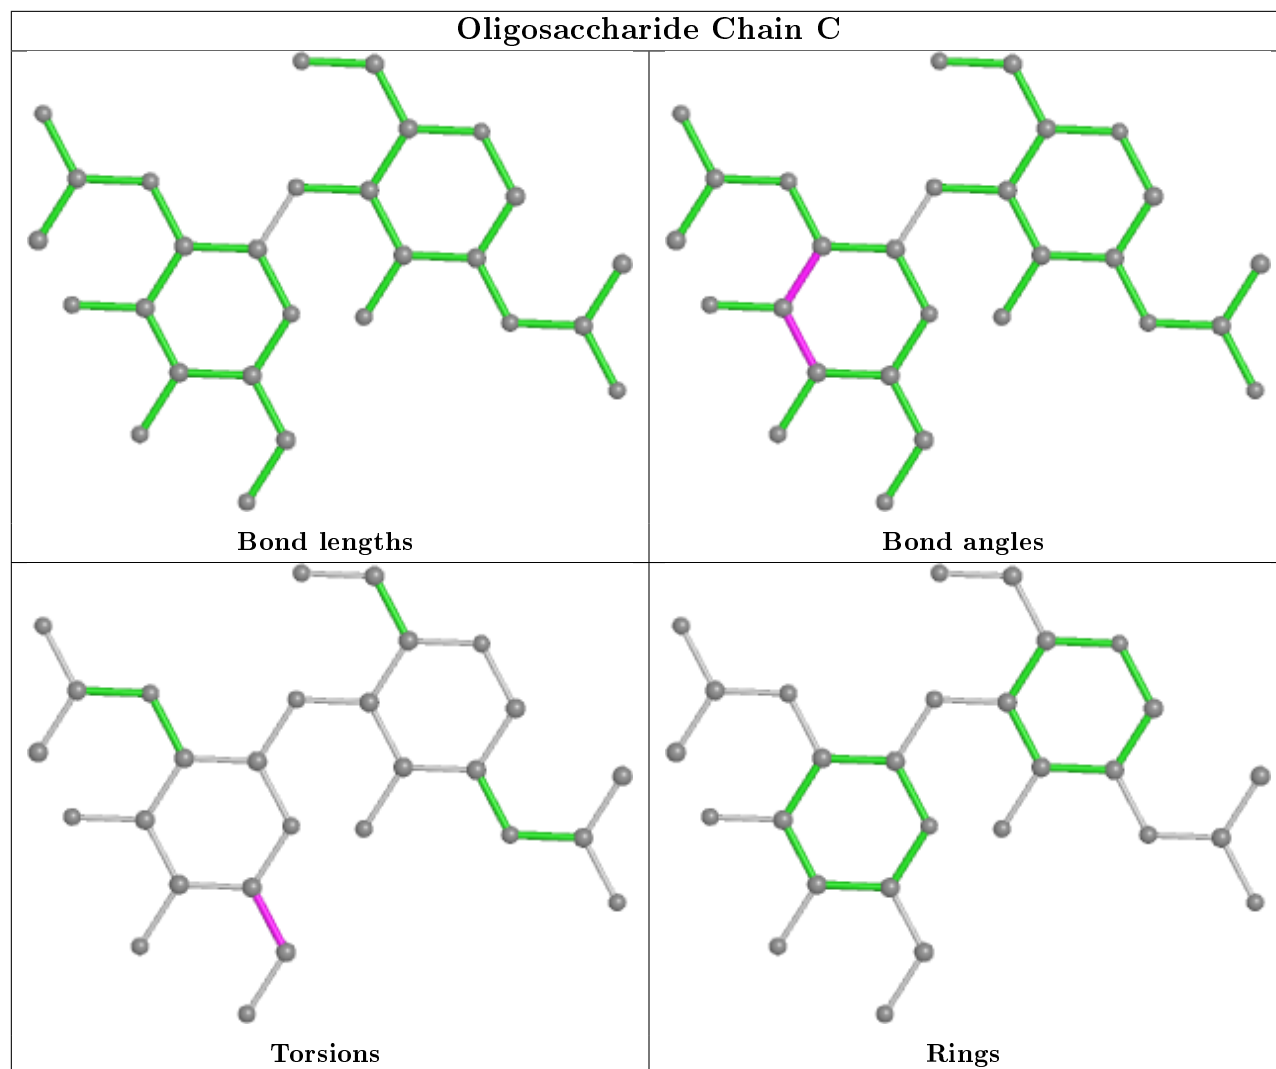 Oligosaccharide Chain C
Bond lengths
Bond angles
Torsions
Rings